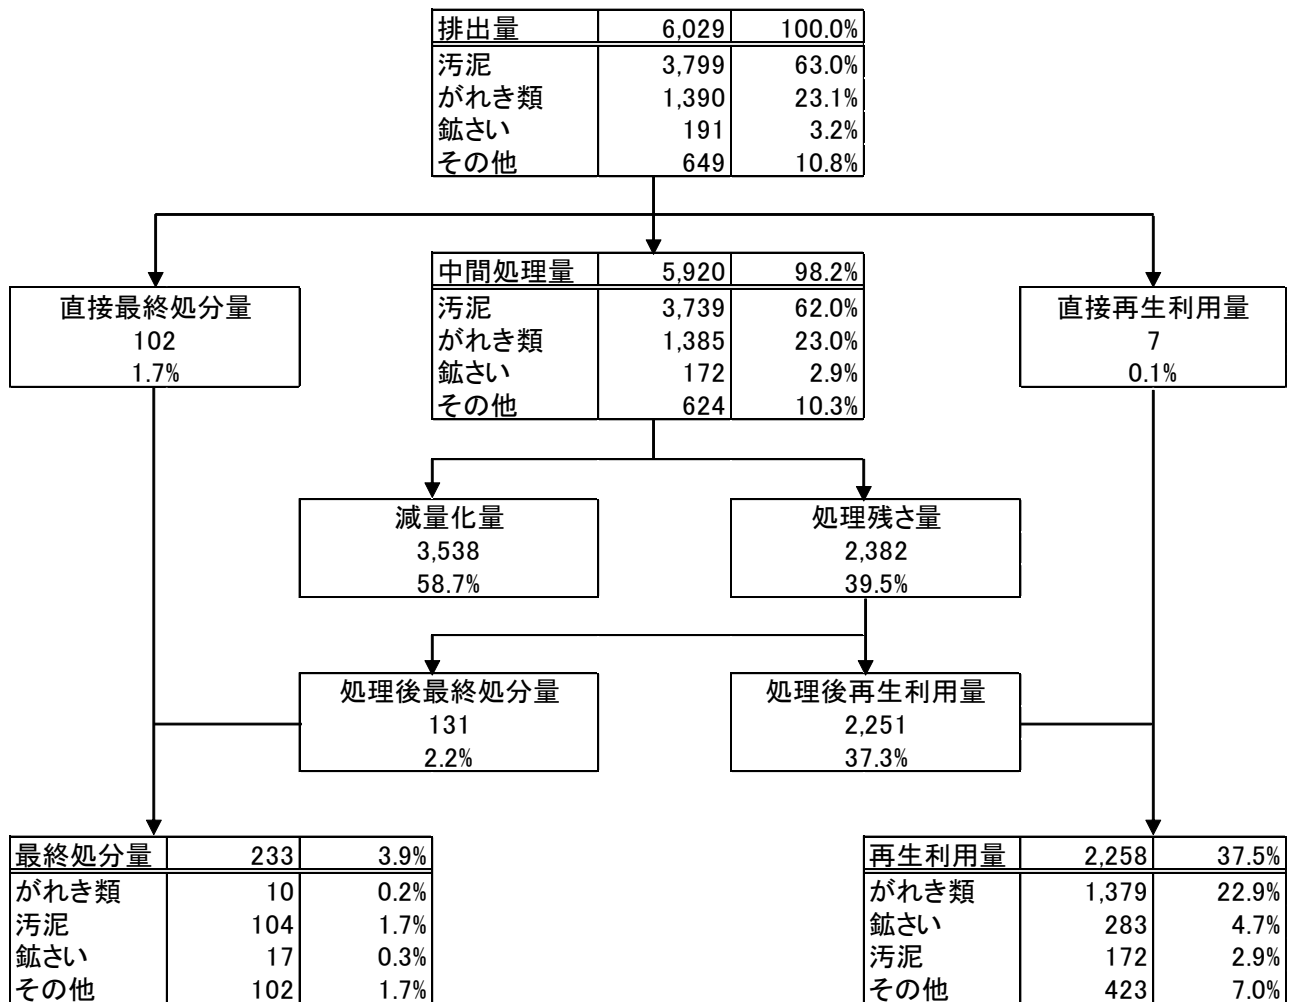 排出量 6,029 100.0%
汚泥 3,799 63.0%
がれき類 1,390 23.1%
鉱さい 191 3.2%
その他 649 10.8%
中間処理量 5,920 98.2%
汚泥 3,739 62.0%
がれき類 1,385 23.0%
鉱さい 172 2.9%
その他 624 10.3%
直接最終処分量
102
1.7%
直接再生利用量
7
0.1%
減量化量
3,538
58.7%
処理残さ量
2,382
39.5%
処理後最終処分量
131
2.2%
処理後再生利用量
2,251
37.3%
最終処分量 233 3.9%
がれき類 10 0.2%
汚泥 104 1.7%
鉱さい 17 0.3%
その他 102 1.7%
再生利用量 2,258 37.5%
がれき類 1,379 22.9%
鉱さい 283 4.7%
汚泥 172 2.9%
その他 423 7.0%